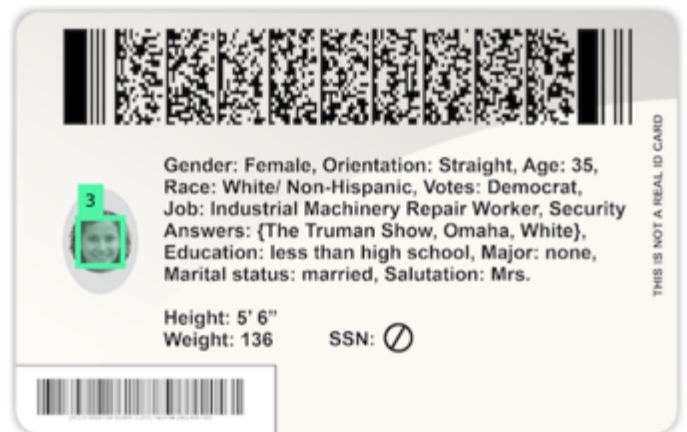 3
Gender: Female, Orientation: Straight, Age: 35,
Race: White/ Non-Hispanic, Votes: Democrat,
Job: Industrial Machinery Repair Worker, Security
Answers: {The Truman Show, Omaha, White},
Education: less than high school, Major: none,
Marital status: married, Salutation: Mrs.
Height: 5' 6”
Weight: 136
SSN:
THIS IS NOT A REAL ID CARD